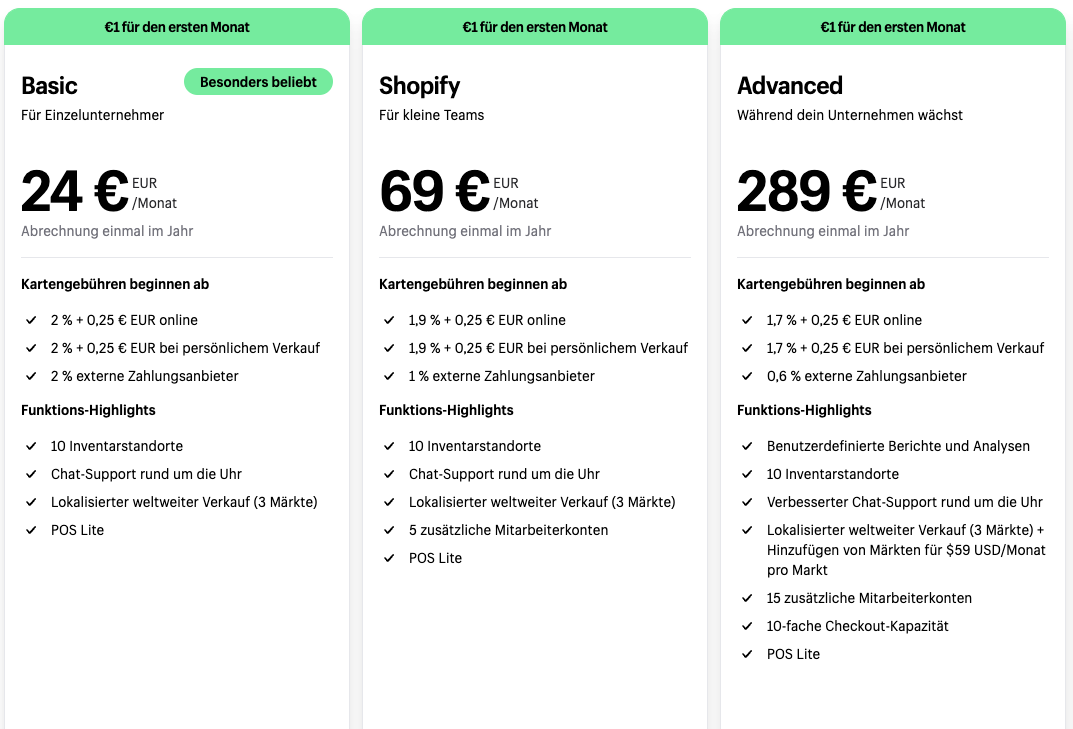 €1 für den ersten Monat
Basic
Besonders beliebt
Für Einzelunternehmer
24 € EUR
/Monat
Abrechnung einmal im Jahr
Kartengebühren beginnen ab
2 % + 0,25 € EUR online
2 % + 0,25 € EUR bei persönlichem Verkauf
2 % externe Zahlungsanbieter
Funktions-Highlights
10 Inventarstandorte
Chat-Support rund um die Uhr
Lokalisierter weltweiter Verkauf (3 Märkte)
POS Lite
€1 für den ersten Monat
Shopify
Für kleine Teams
69 € EUR
/Monat
Abrechnung einmal im Jahr
Kartengebühren beginnen ab
1,9 % + 0,25 € EUR online
1,9 % + 0,25 € EUR bei persönlichem Verkauf
1 % externe Zahlungsanbieter
Funktions-Highlights
10 Inventarstandorte
Chat-Support rund um die Uhr
Lokalisierter weltweiter Verkauf (3 Märkte)
5 zusätzliche Mitarbeiterkonten
POS Lite
€1 für den ersten Monat
Advanced
Während dein Unternehmen wächst
289 € EUR
/Monat
Abrechnung einmal im Jahr
Kartengebühren beginnen ab
1,7 % + 0,25 € EUR online
1,7 % + 0,25 € EUR bei persönlichem Verkauf
0,6 % externe Zahlungsanbieter
Funktions-Highlights
Benutzerdefinierte Berichte und Analysen
10 Inventarstandorte
Verbesserter Chat-Support rund um die Uhr
Lokalisierter weltweiter Verkauf (3 Märkte) +
Hinzufügen von Märkten für $59 USD/Monat
pro Markt
15 zusätzliche Mitarbeiterkonten
10-fache Checkout-Kapazität
POS Lite